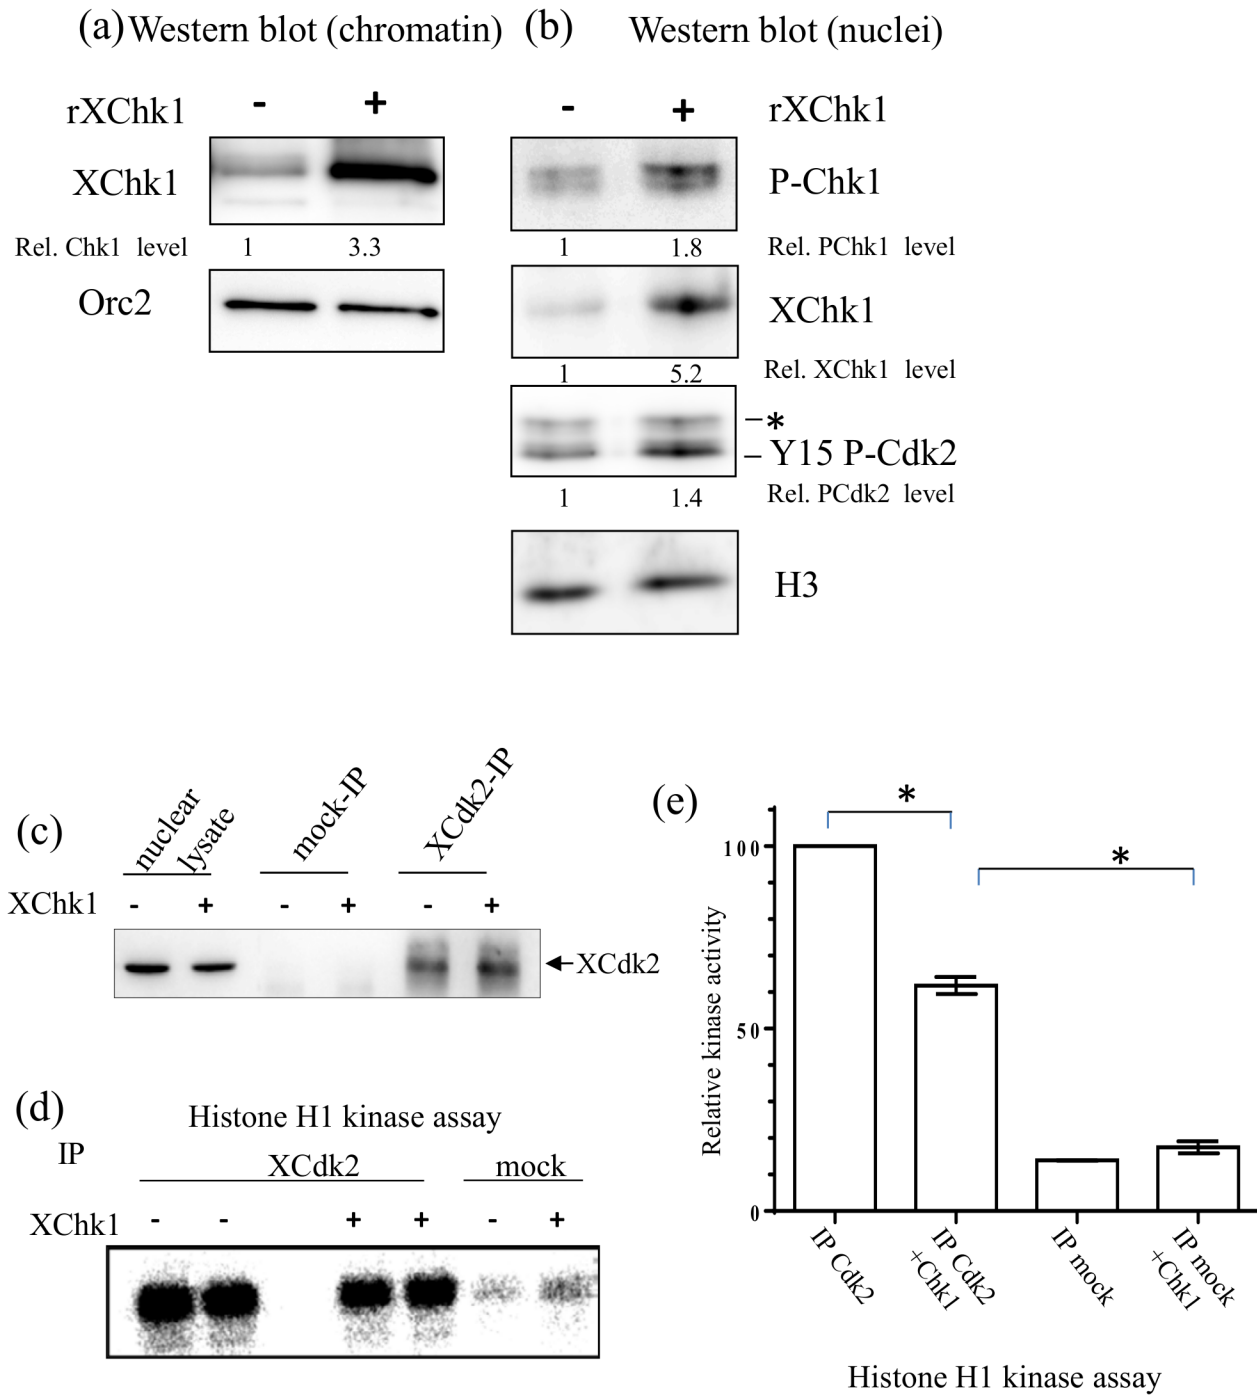 (a) Western blot (chromatin)
rXChk1 - +
XChk1
Rel. Chk1 level 1 3.3
Orc2
(b) Western blot (nuclei)
- + rXChk1
P-Chk1
1 1.8 Rel. PChk1 level
XChk1
1 5.2 Rel. XChk1 level
*
Y15 P-Cdk2
1 1.4 Rel. PCdk2 level
H3
(c)
nuclear
lysate
mock-IP
XCdk2-IP
XChk1 - + - + - +
XCdk2
(d)
Histone H1 kinase assay
IP XCdk2 mock
XChk1 - - + + - +
(e)
*
*
Relative kinase activity
100
50
0
IP Cdk2
IP Cdk2
+Chk1
IP mock
IP mock
+Chk1
Histone H1 kinase assay